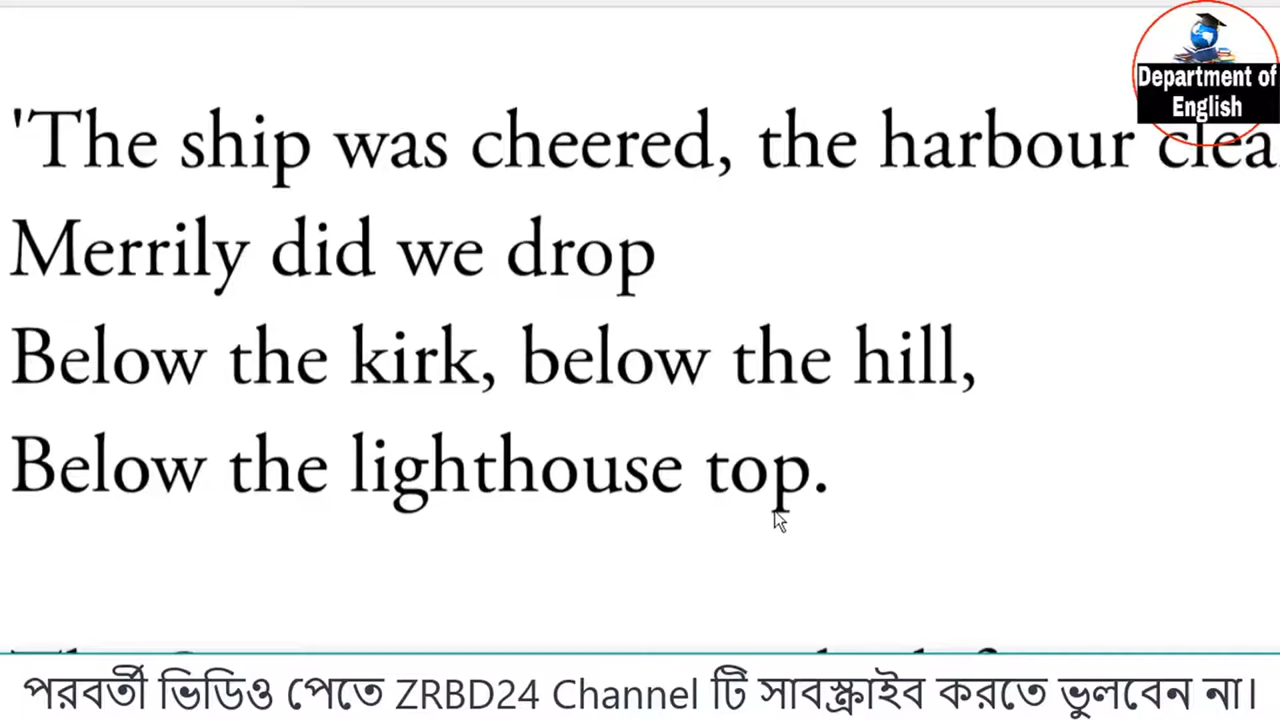 'The ship was cheered, the harbour
Merrily did we drop
Below the kirk, below the hill,
Below the lighthouse top.
Department of
English
পরবর্তী ভিডিও পেতে ZRBD24 Channel টি সাবস্ক্রাইব করতে ভুলবেন না।